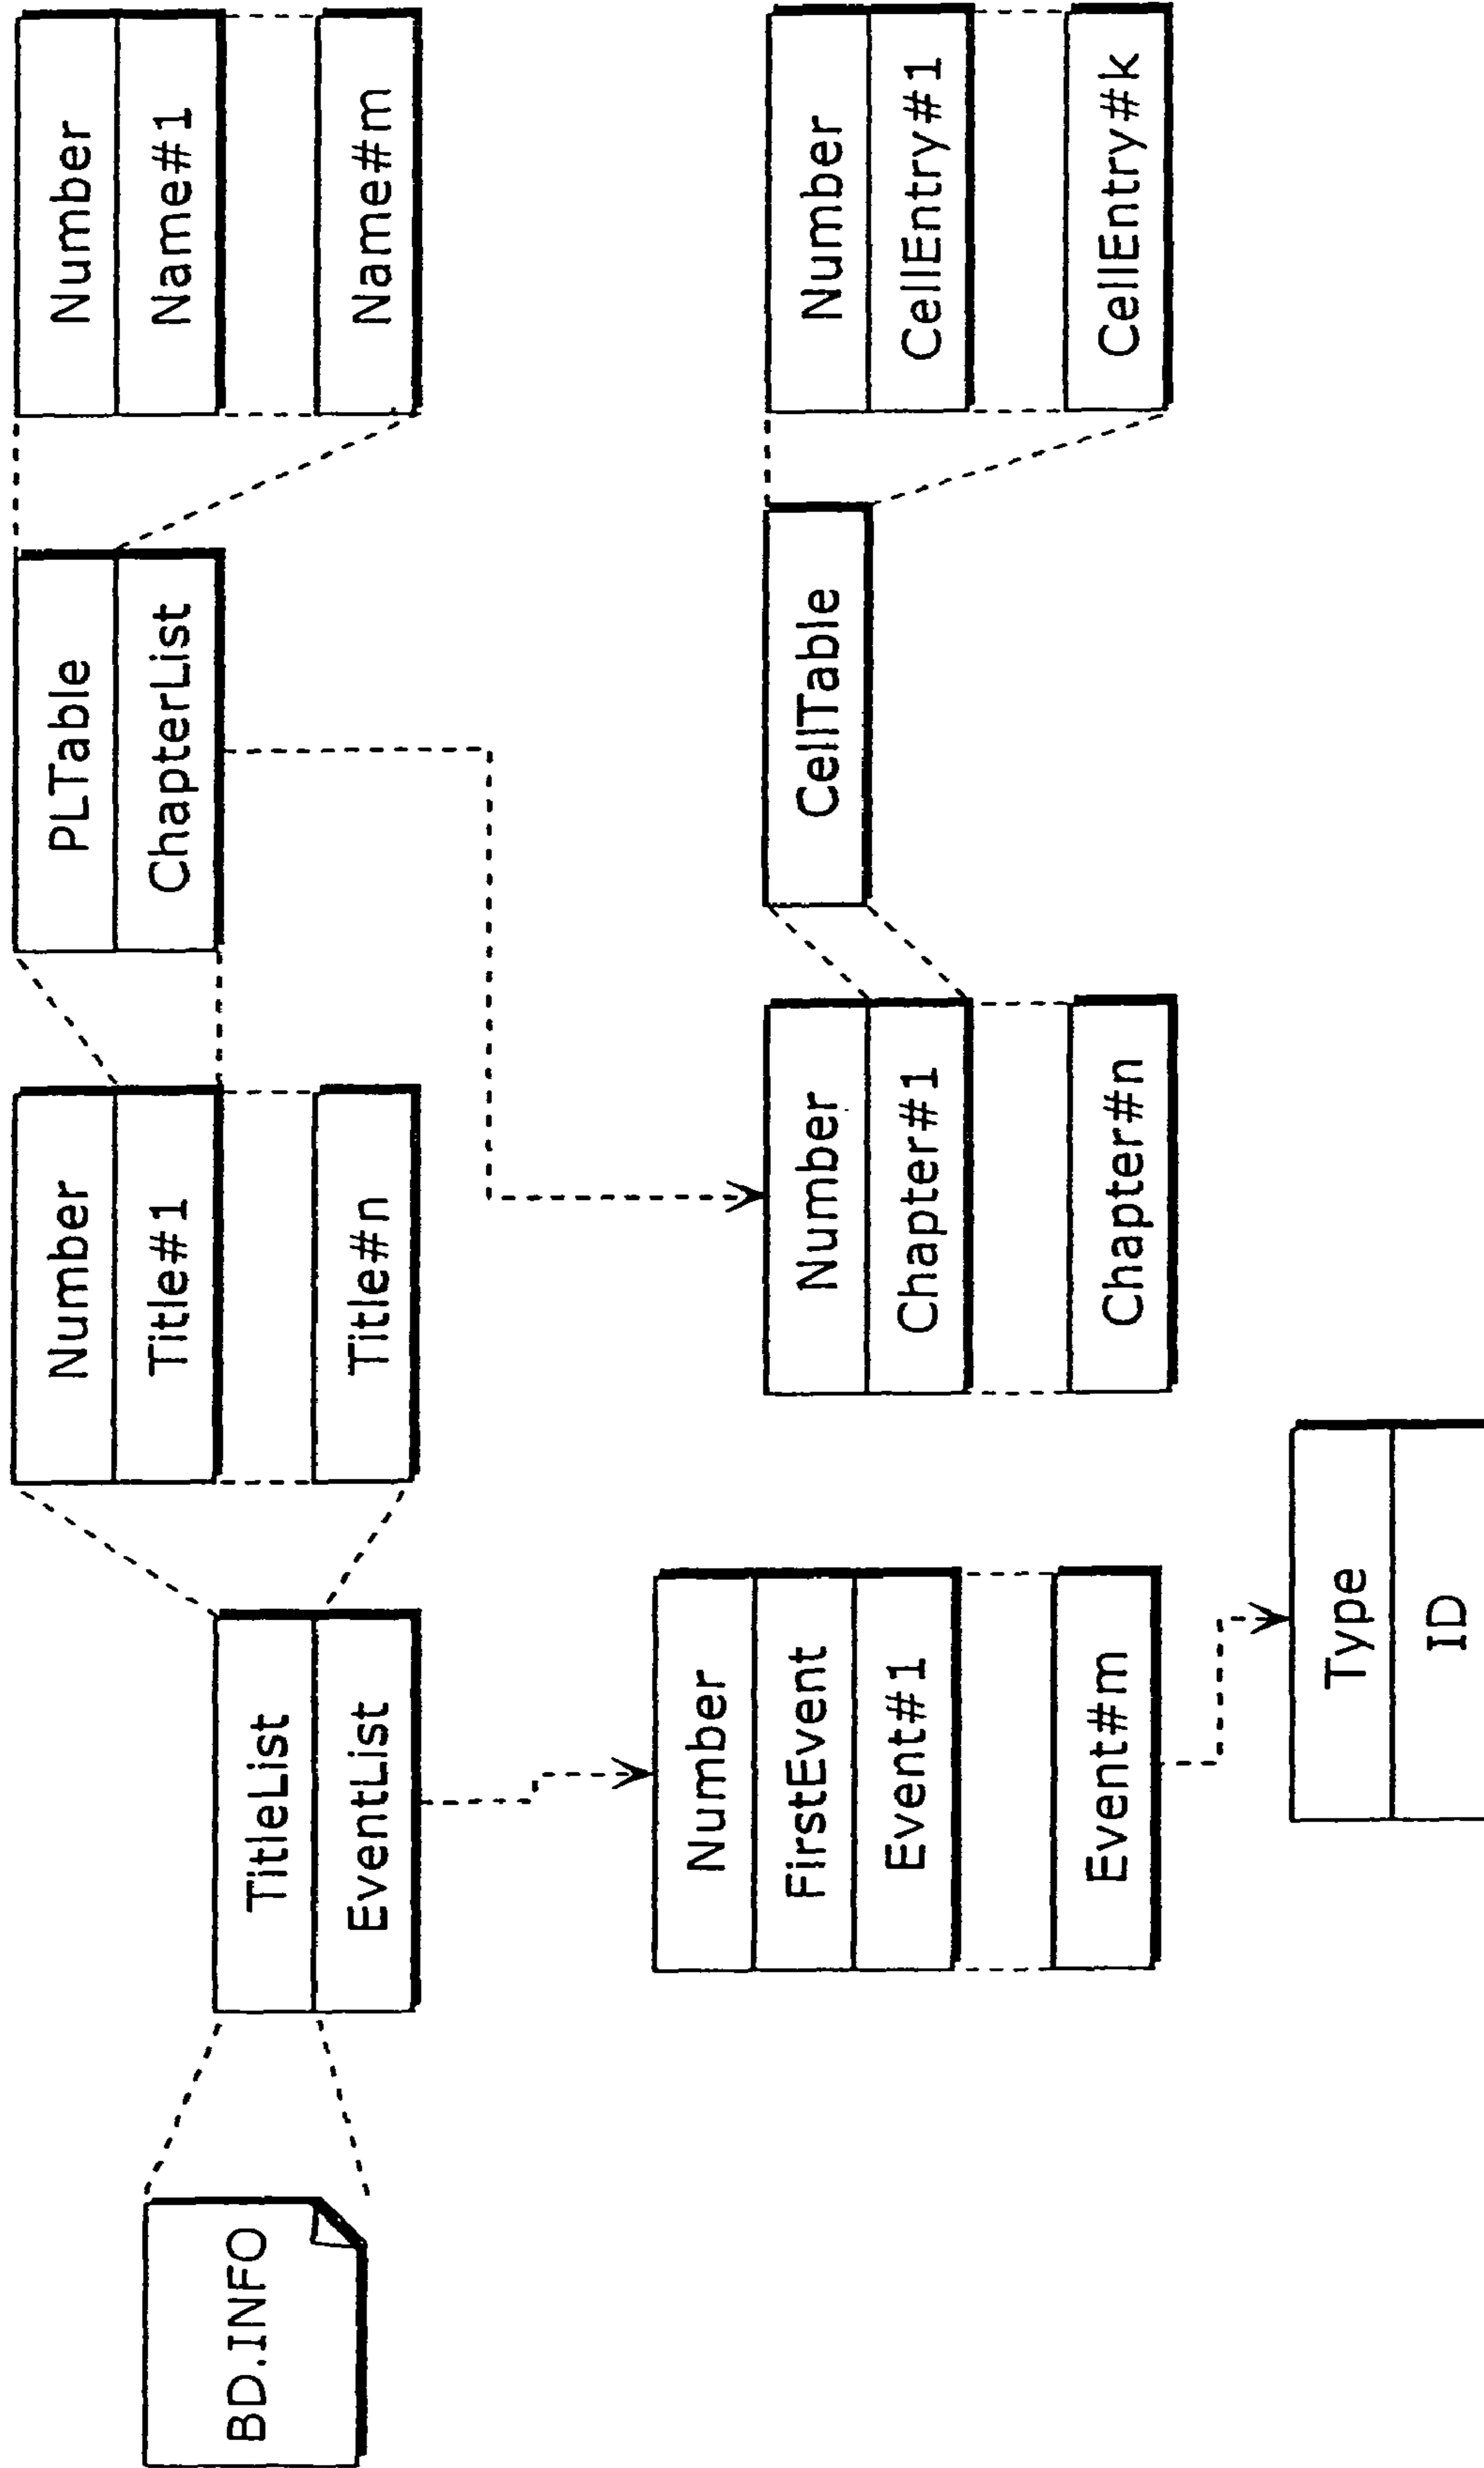 BD.INFO
TitleList
EventList
Number
Title#1
Title#n
PLTable
ChapterList
Number
Name#1
Name#m
Number
FirstEvent
Event#1
Event#m
Type
ID
Number
Chapter#1
Chapter#n
CellTable
Number
CellEntry#1
CellEntry#k